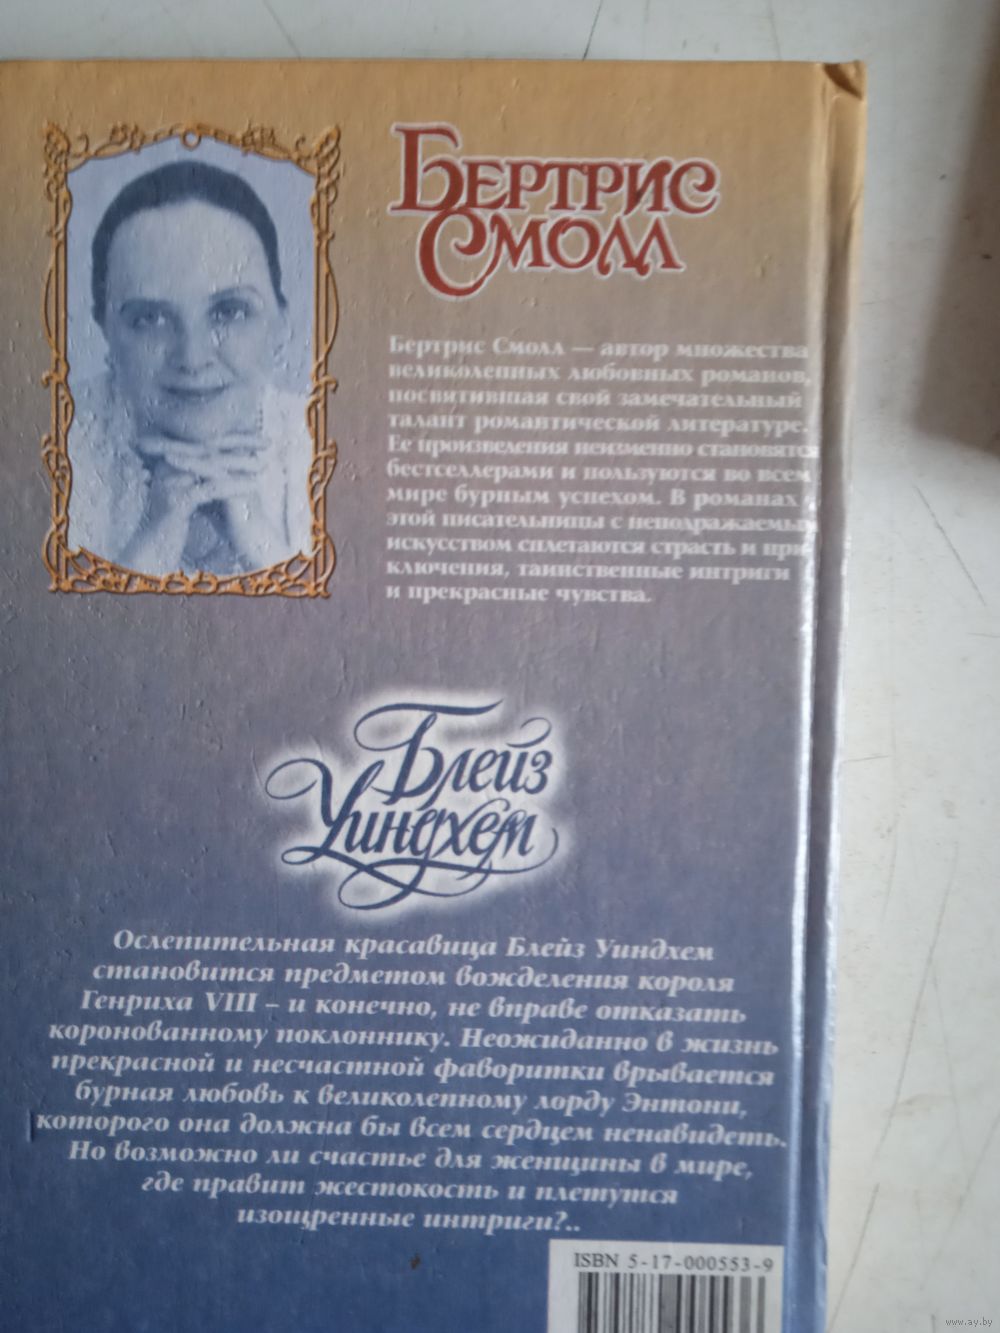 Бертрис
Смолл
Бертрис Смолл — автор множества
великолепных любовных романов,
посвятившая свой замечательный
талант романтической литературе.
Ее произведения неизменно становятся
бестселлерами и пользуются во всем
мире бурным успехом. В романах
этой писательницы с неподражаемым
искусством сплетаются страсть и при-
ключения, таинственные интриги
и прекрасные чувства.
Блейз
Уиндхем
Ослепительная красавица Блейз Уиндхем
становится предметом вожделения короля
Генриха VIII – и конечно, не вправе отказать
коронованному поклоннику. Неожиданно в жизнь
прекрасной и несчастной фаворитки врывается
бурная любовь к великолепному лорду Энтони,
которого она должна бы всем сердцем ненавидеть.
Но возможно ли счастье для женщины в мире,
где правит жестокость и плетутся
изощренные интриги?..
ISBN 5-17-000553-9
www.ay.by